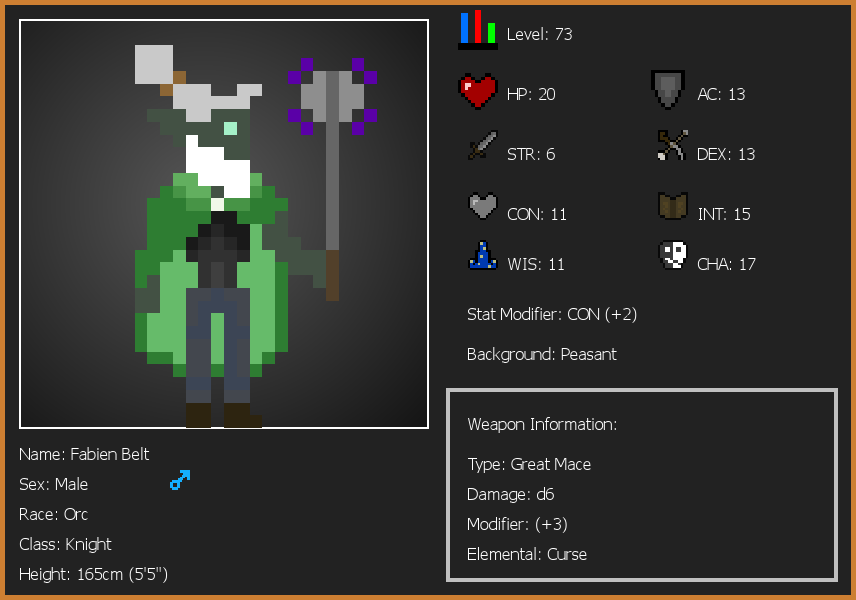 Level: 73
HP: 20
AC: 13
STR: 6
DEX: 13
CON: 11
INT: 15
WIS: 11
CHA: 17
Stat Modifier: CON (+2)
Background: Peasant
Weapon Information:
Type: Great Mace
Damage: d6
Modifier: (+3)
Elemental: Curse
Name: Fabien Belt
Sex: Male
Race: Orc
Class: Knight
Height: 165cm (5'5")